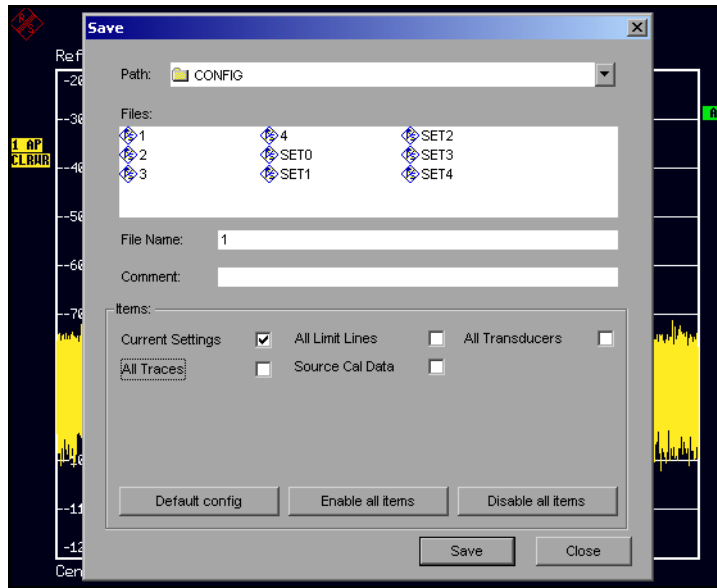 Save
Ref
Path: CONFIG
-20
Files:
-30
1 4 SET2
2 SET0 SET3
3 SET1 SET4
1 AP
CLRWR
-40
-50
File Name: 1
-60
Comment:
Items:
-70
Current Settings All Limit Lines All Transducers
All Traces Source Cal Data
-10
Default config Enable all items Disable all items
-11
-12
Save Close
Cen